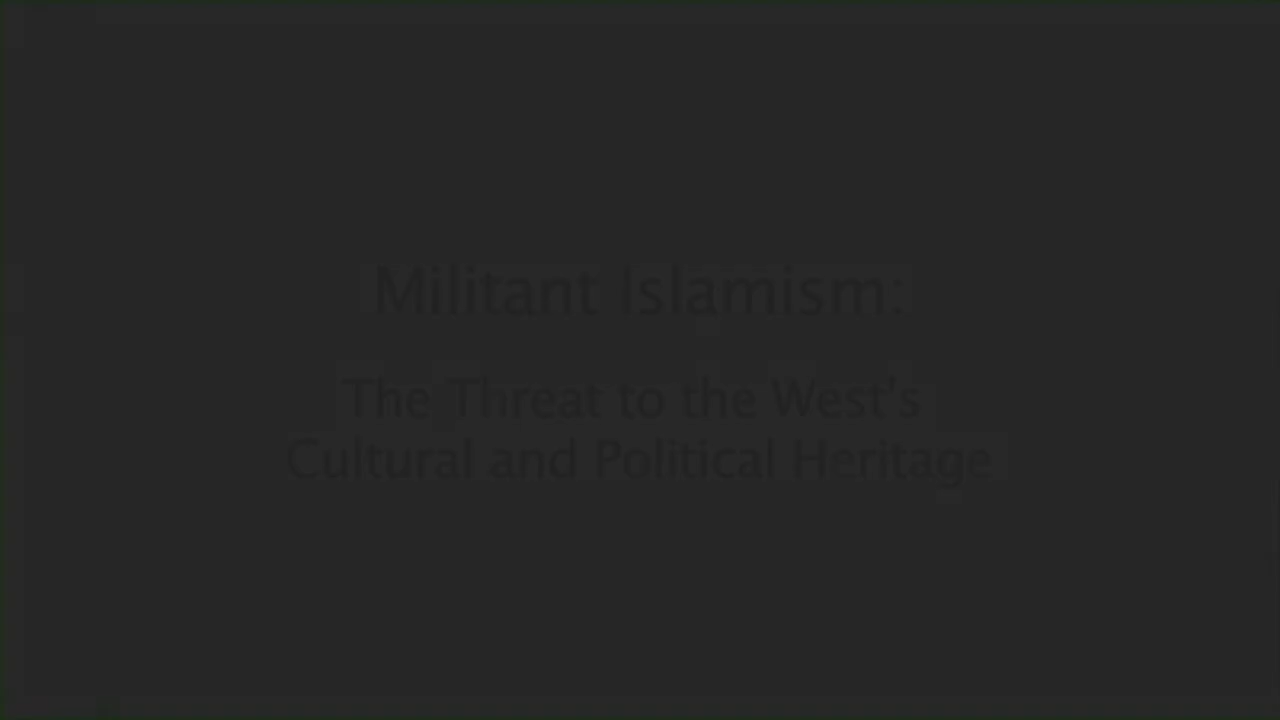 Militant Islamism:
The Threat to the West's
Cultural and Political Heritage